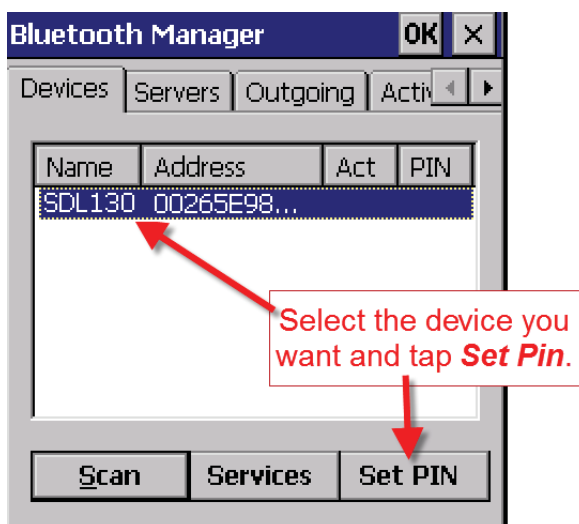 Bluetooth Manager OK ×
Devices Servers Outgoing
Name Address Act PIN
SDL130 00265E98...
Select the device you
want and tap Set Pin.
Scan Services Set PIN